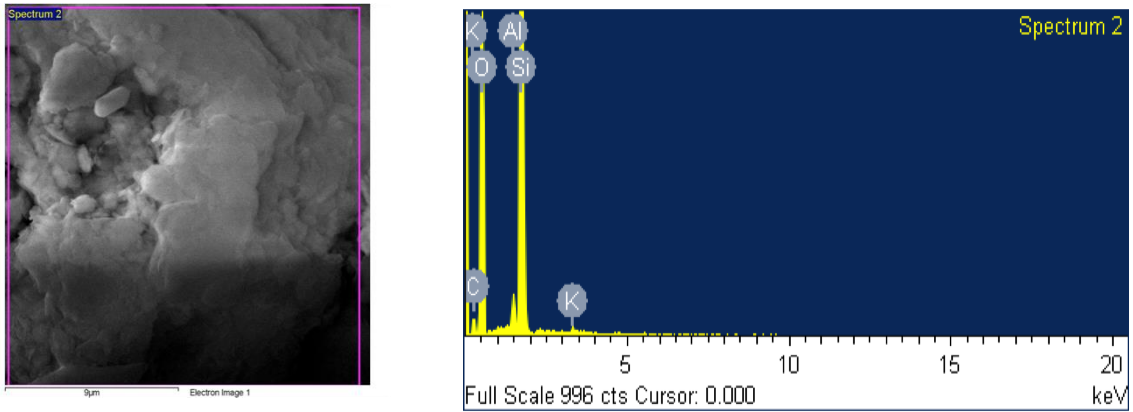 Spectrum 2
9µm
Electron Image 1
Spectrum 2
K Al
O Si
C
K
5 10 15 20
Full Scale 996 cts Cursor: 0.000 keV